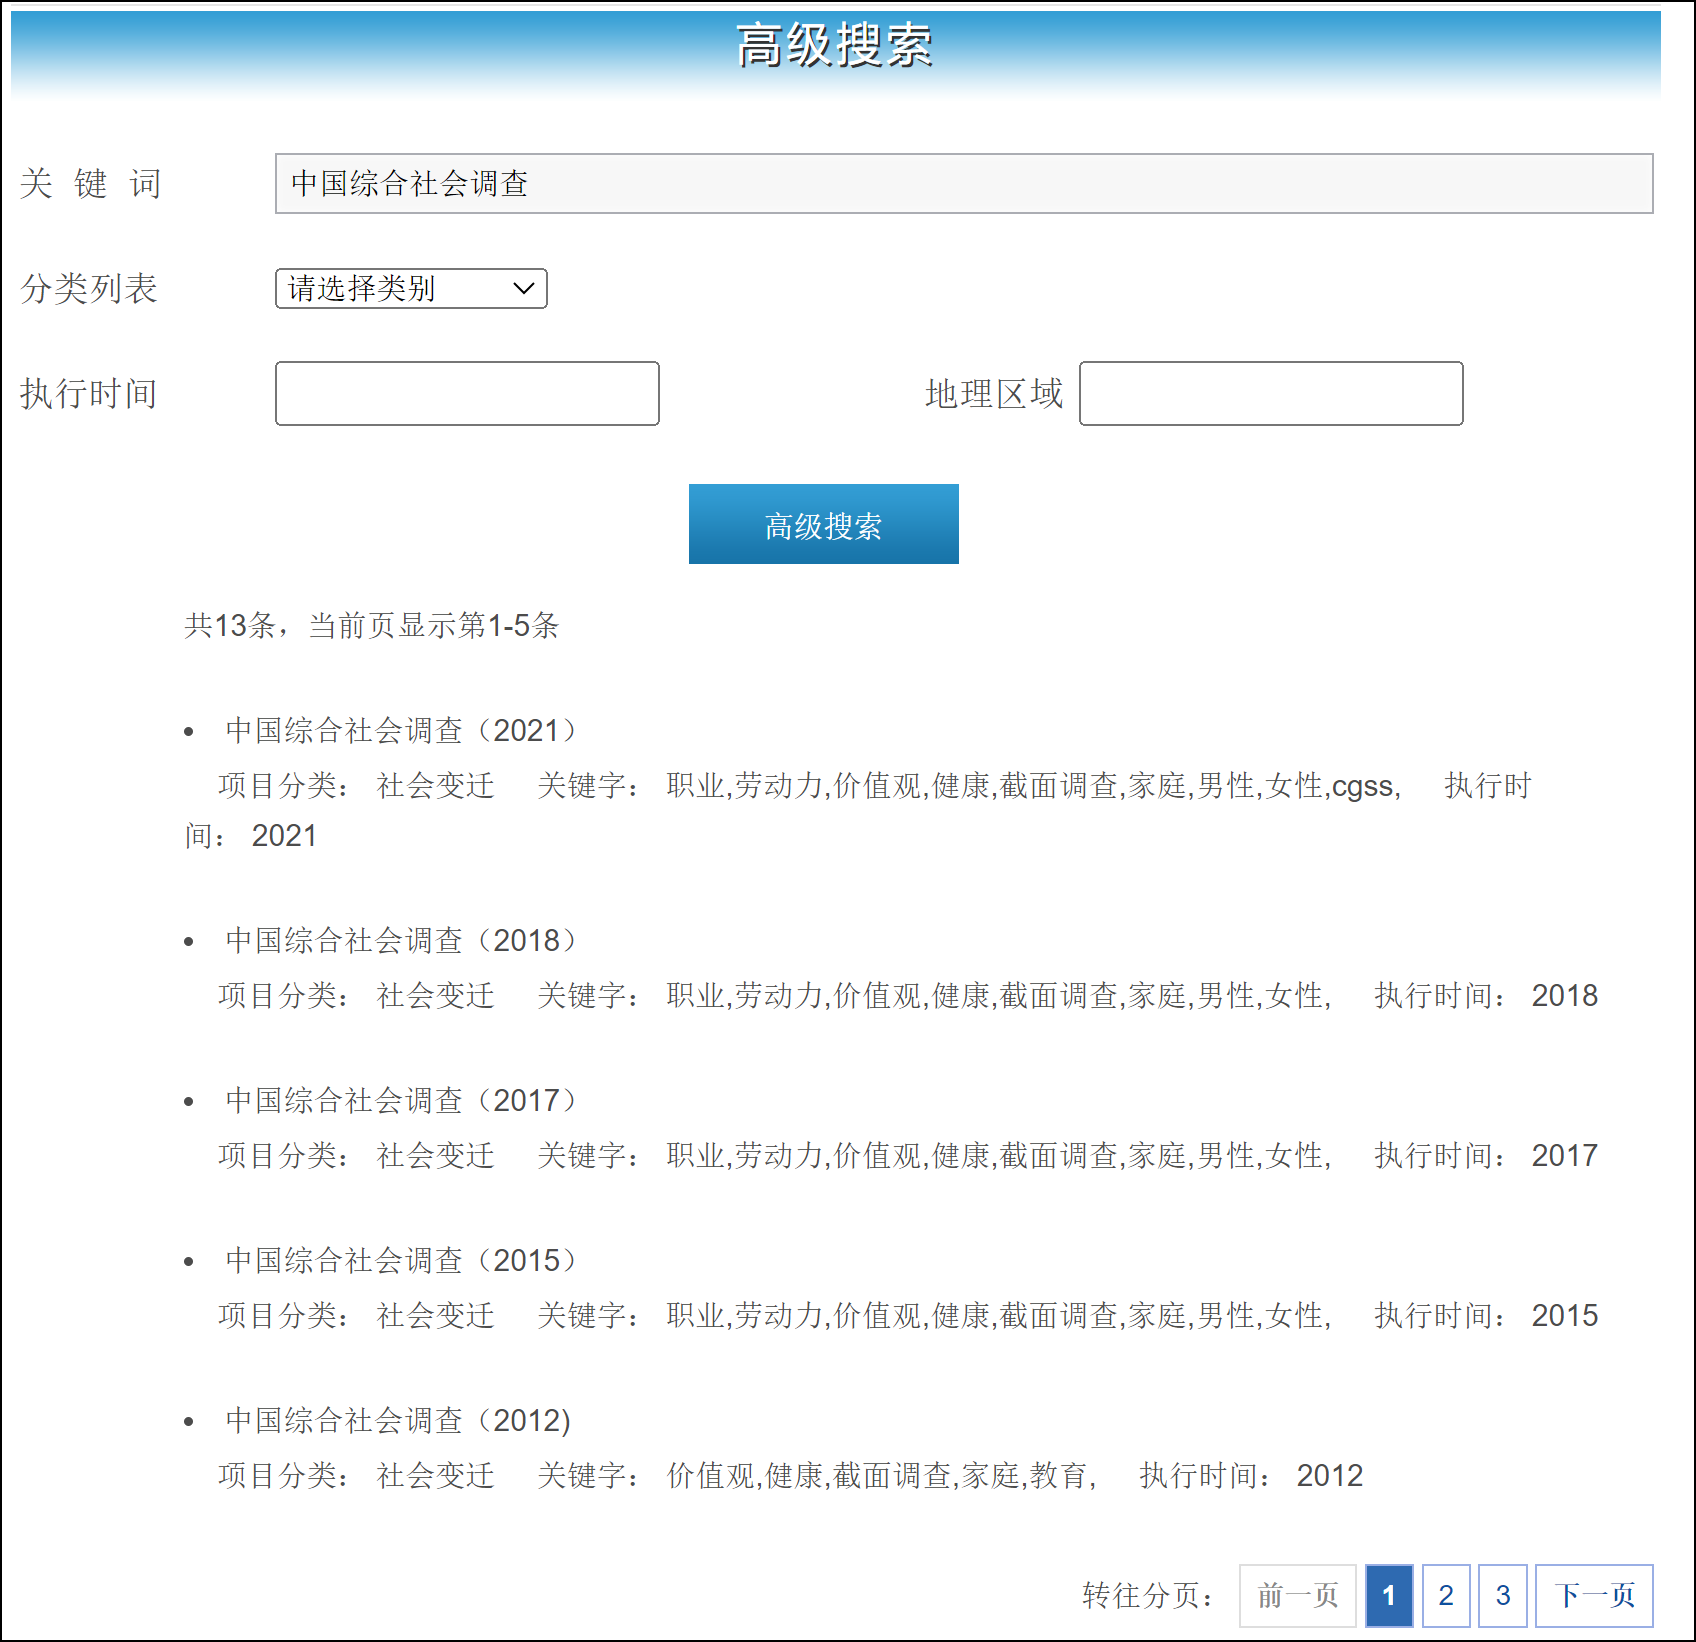 高级搜索
关 键 词 中国综合社会调查
分类列表 请选择类别
执行时间 地理区域
高级搜索
共13条，当前页显示第1-5条
• 中国综合社会调查（2021）
项目分类： 社会变迁 关键字： 职业,劳动力,价值观,健康,截面调查,家庭,男性,女性,cgss, 执行时
间： 2021
• 中国综合社会调查（2018）
项目分类： 社会变迁 关键字： 职业,劳动力,价值观,健康,截面调查,家庭,男性,女性, 执行时间： 2018
• 中国综合社会调查（2017）
项目分类： 社会变迁 关键字： 职业,劳动力,价值观,健康,截面调查,家庭,男性,女性, 执行时间： 2017
• 中国综合社会调查（2015）
项目分类： 社会变迁 关键字： 职业,劳动力,价值观,健康,截面调查,家庭,男性,女性, 执行时间： 2015
• 中国综合社会调查（2012)
项目分类： 社会变迁 关键字： 价值观,健康,截面调查,家庭,教育, 执行时间： 2012
转往分页： 前一页 1 2 3 下一页